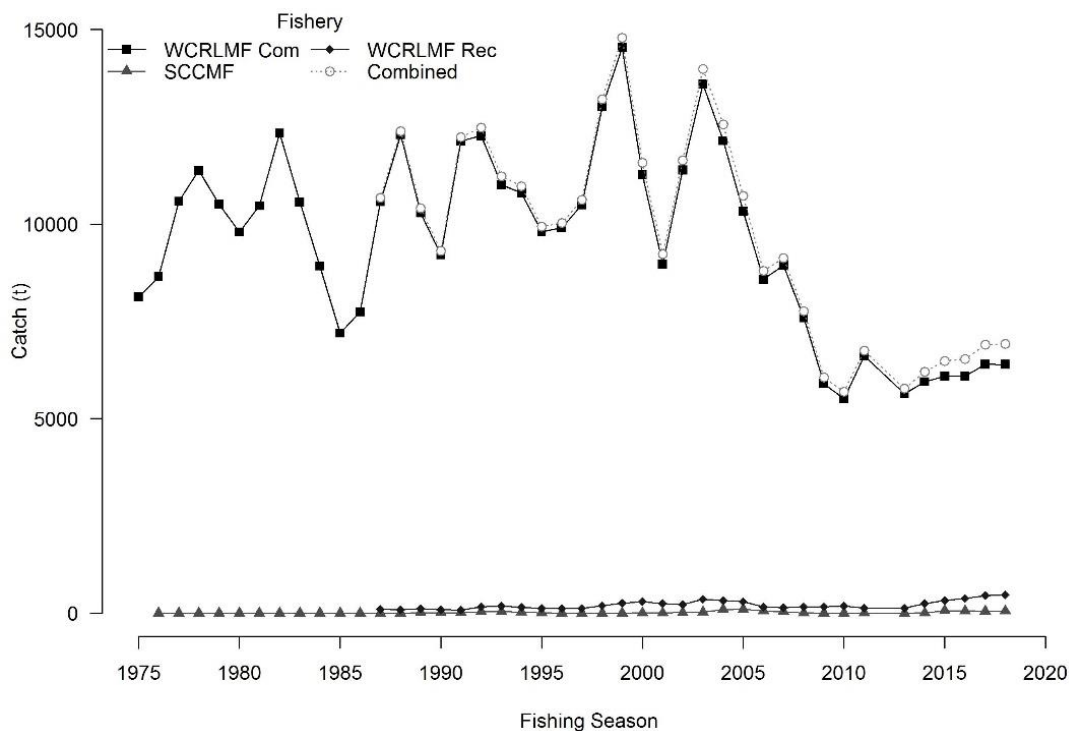 Fishery
WCRLMF Com
WCRLMF Rec
SCCMF
Combined
Catch (t)
15000
10000
5000
0
1975 1980 1985 1990 1995 2000 2005 2010 2015 2020
Fishing Season